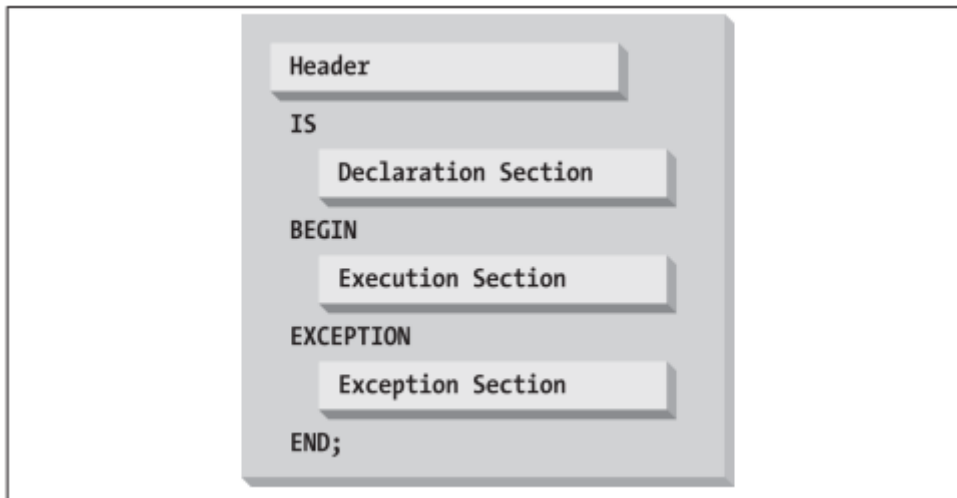 Header
IS
Declaration Section
BEGIN
Execution Section
EXCEPTION
Exception Section
END;